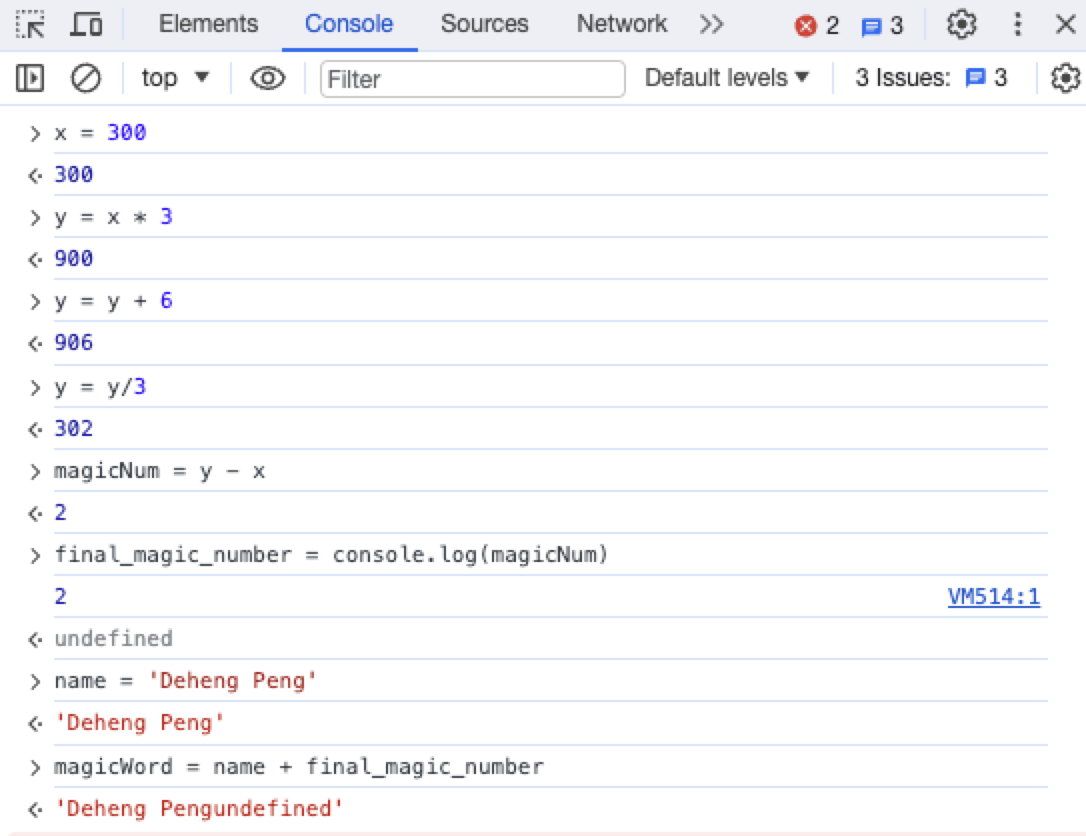 Elements Console Sources Network 2 3
top Filter Default levels 3 Issues: 3
x = 300
300
y = x * 3
900
y = y + 6
906
y = y/3
302
magicNum = y - x
2
final_magic_number = console.log(magicNum)
2 VM514:1
undefined
name = 'Deheng Peng'
'Deheng Peng'
magicWord = name + final_magic_number
'Deheng Pengundefined'